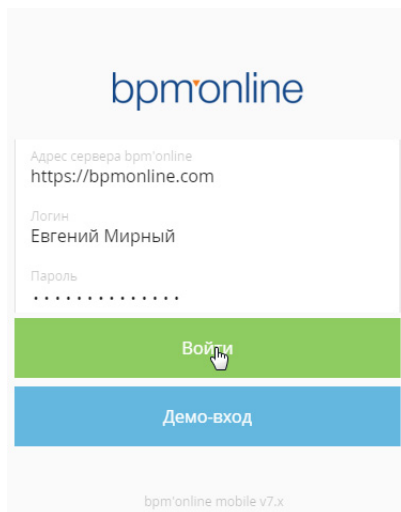 bpm'online
Адрес сервера bpm'online
https://bpmonline.com
Логин
Евгений Мирный
Пароль
..............
Войти
Демо-вход
bpm'online mobile v7.x